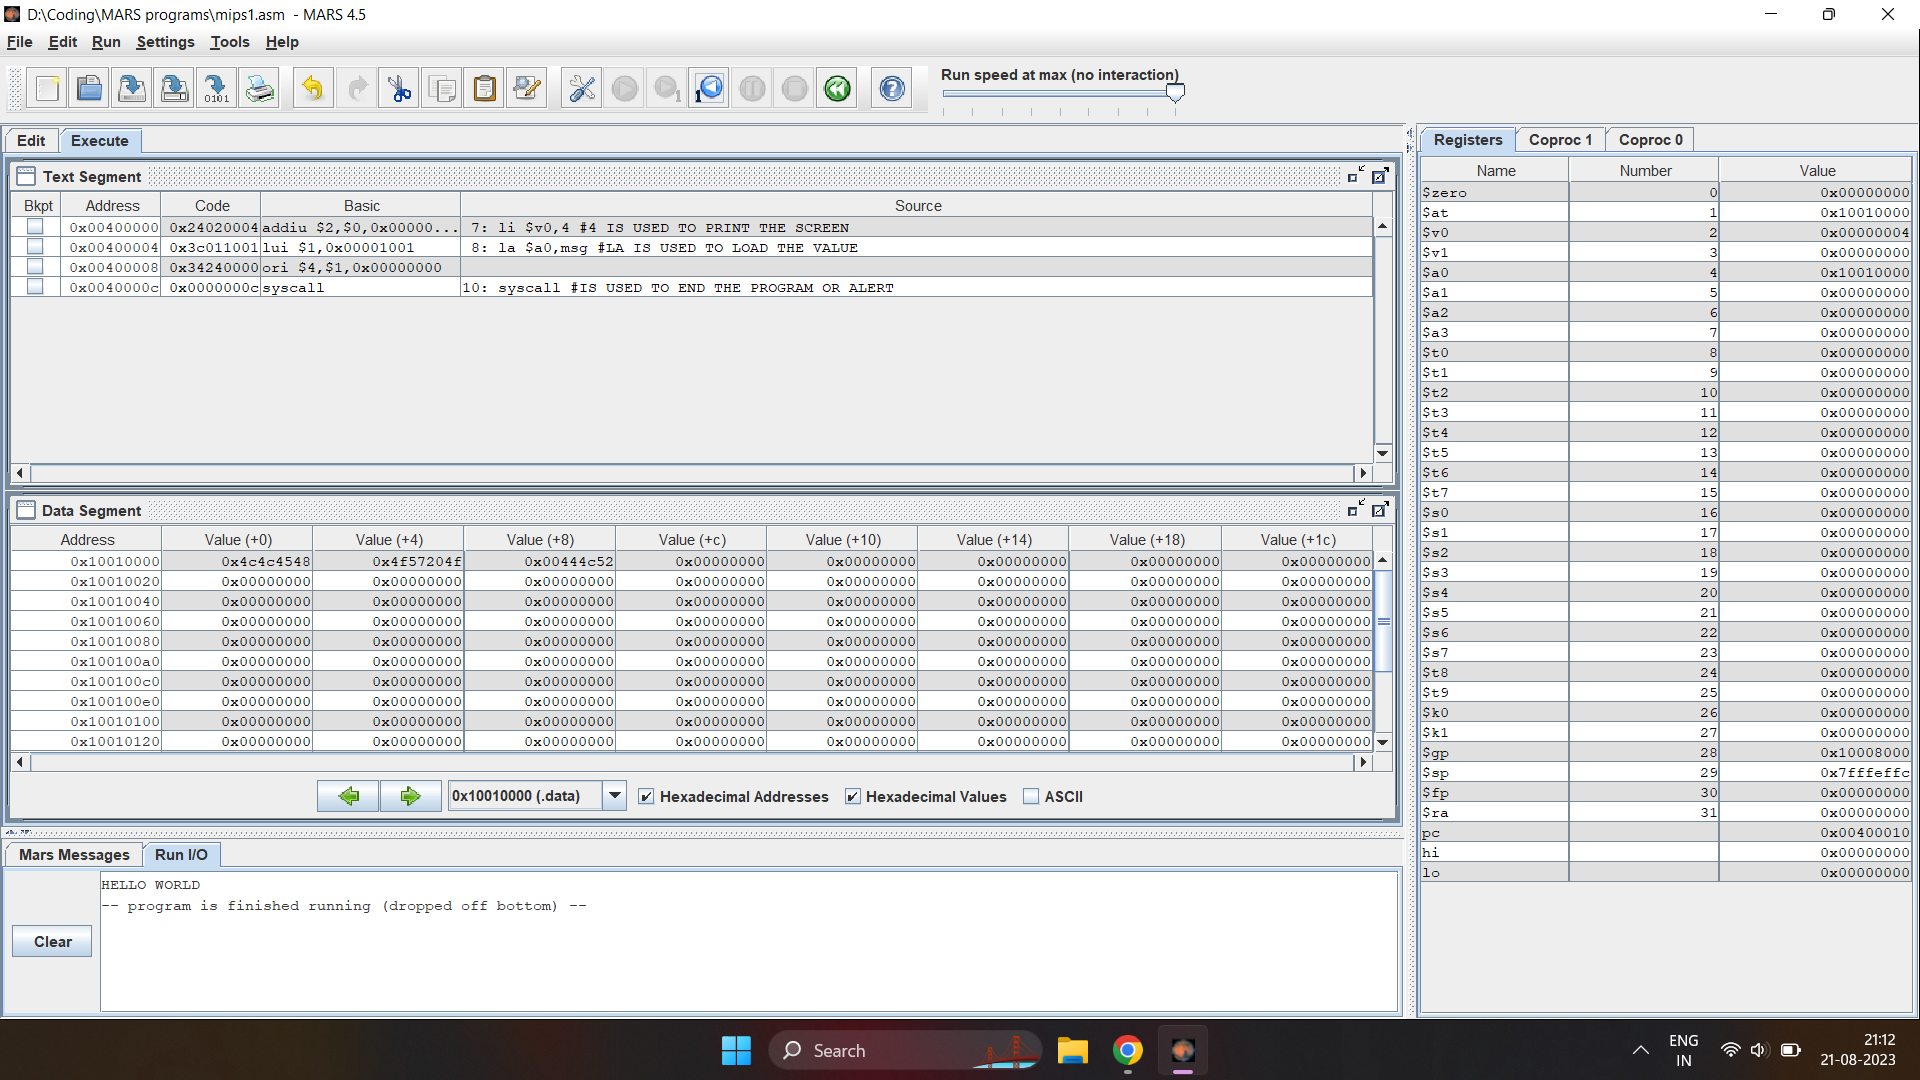 D:\Coding\MARS programs\mips1.asm - MARS 4.5
File Edit Run Settings Tools Help
Run speed at max (no interaction)
Edit Execute
Text Segment
Bkpt Address Code Basic Source
0x00400000 0x24020004 addiu $2,$0,0x00000... 7: li $v0,4 #4 IS USED TO PRINT THE SCREEN
0x00400004 0x3c011001 lui $1,0x00001001 8: la $a0,msg #LA IS USED TO LOAD THE VALUE
0x00400008 0x34240000 ori $4,$1,0x00000000
0x0040000c 0x0000000c syscall 10: syscall #IS USED TO END THE PROGRAM OR ALERT
Data Segment
Address Value (+0) Value (+4) Value (+8) Value (+c) Value (+10) Value (+14) Value (+18) Value (+1c)
0x10010000 0x4c4c4548 0x4f57204f 0x00444c52 0x00000000 0x00000000 0x00000000 0x00000000 0x00000000
0x10010020 0x00000000 0x00000000 0x00000000 0x00000000 0x00000000 0x00000000 0x00000000 0x00000000
0x10010040 0x00000000 0x00000000 0x00000000 0x00000000 0x00000000 0x00000000 0x00000000 0x00000000
0x10010060 0x00000000 0x00000000 0x00000000 0x00000000 0x00000000 0x00000000 0x00000000 0x00000000
0x10010080 0x00000000 0x00000000 0x00000000 0x00000000 0x00000000 0x00000000 0x00000000 0x00000000
0x100100a0 0x00000000 0x00000000 0x00000000 0x00000000 0x00000000 0x00000000 0x00000000 0x00000000
0x100100c0 0x00000000 0x00000000 0x00000000 0x00000000 0x00000000 0x00000000 0x00000000 0x00000000
0x100100e0 0x00000000 0x00000000 0x00000000 0x00000000 0x00000000 0x00000000 0x00000000 0x00000000
0x10010100 0x00000000 0x00000000 0x00000000 0x00000000 0x00000000 0x00000000 0x00000000 0x00000000
0x10010120 0x00000000 0x00000000 0x00000000 0x00000000 0x00000000 0x00000000 0x00000000 0x00000000
0x10010000 (.data) Hexadecimal Addresses Hexadecimal Values ASCII
Mars Messages Run I/O
HELLO WORLD
-- program is finished running (dropped off bottom) --
Clear
Registers Coproc 1 Coproc 0
Name Number Value
$zero 0 0x00000000
$at 1 0x10010000
$v0 2 0x00000004
$v1 3 0x00000000
$a0 4 0x10010000
$a1 5 0x00000000
$a2 6 0x00000000
$a3 7 0x00000000
$t0 8 0x00000000
$t1 9 0x00000000
$t2 10 0x00000000
$t3 11 0x00000000
$t4 12 0x00000000
$t5 13 0x00000000
$t6 14 0x00000000
$t7 15 0x00000000
$s0 16 0x00000000
$s1 17 0x00000000
$s2 18 0x00000000
$s3 19 0x00000000
$s4 20 0x00000000
$s5 21 0x00000000
$s6 22 0x00000000
$s7 23 0x00000000
$t8 24 0x00000000
$t9 25 0x00000000
$k0 26 0x00000000
$k1 27 0x00000000
$gp 28 0x10008000
$sp 29 0x7fffeffc
$fp 30 0x00000000
$ra 31 0x00000000
pc 0x00400010
hi 0x00000000
lo 0x00000000
Search
ENG
IN
21:12
21-08-2023